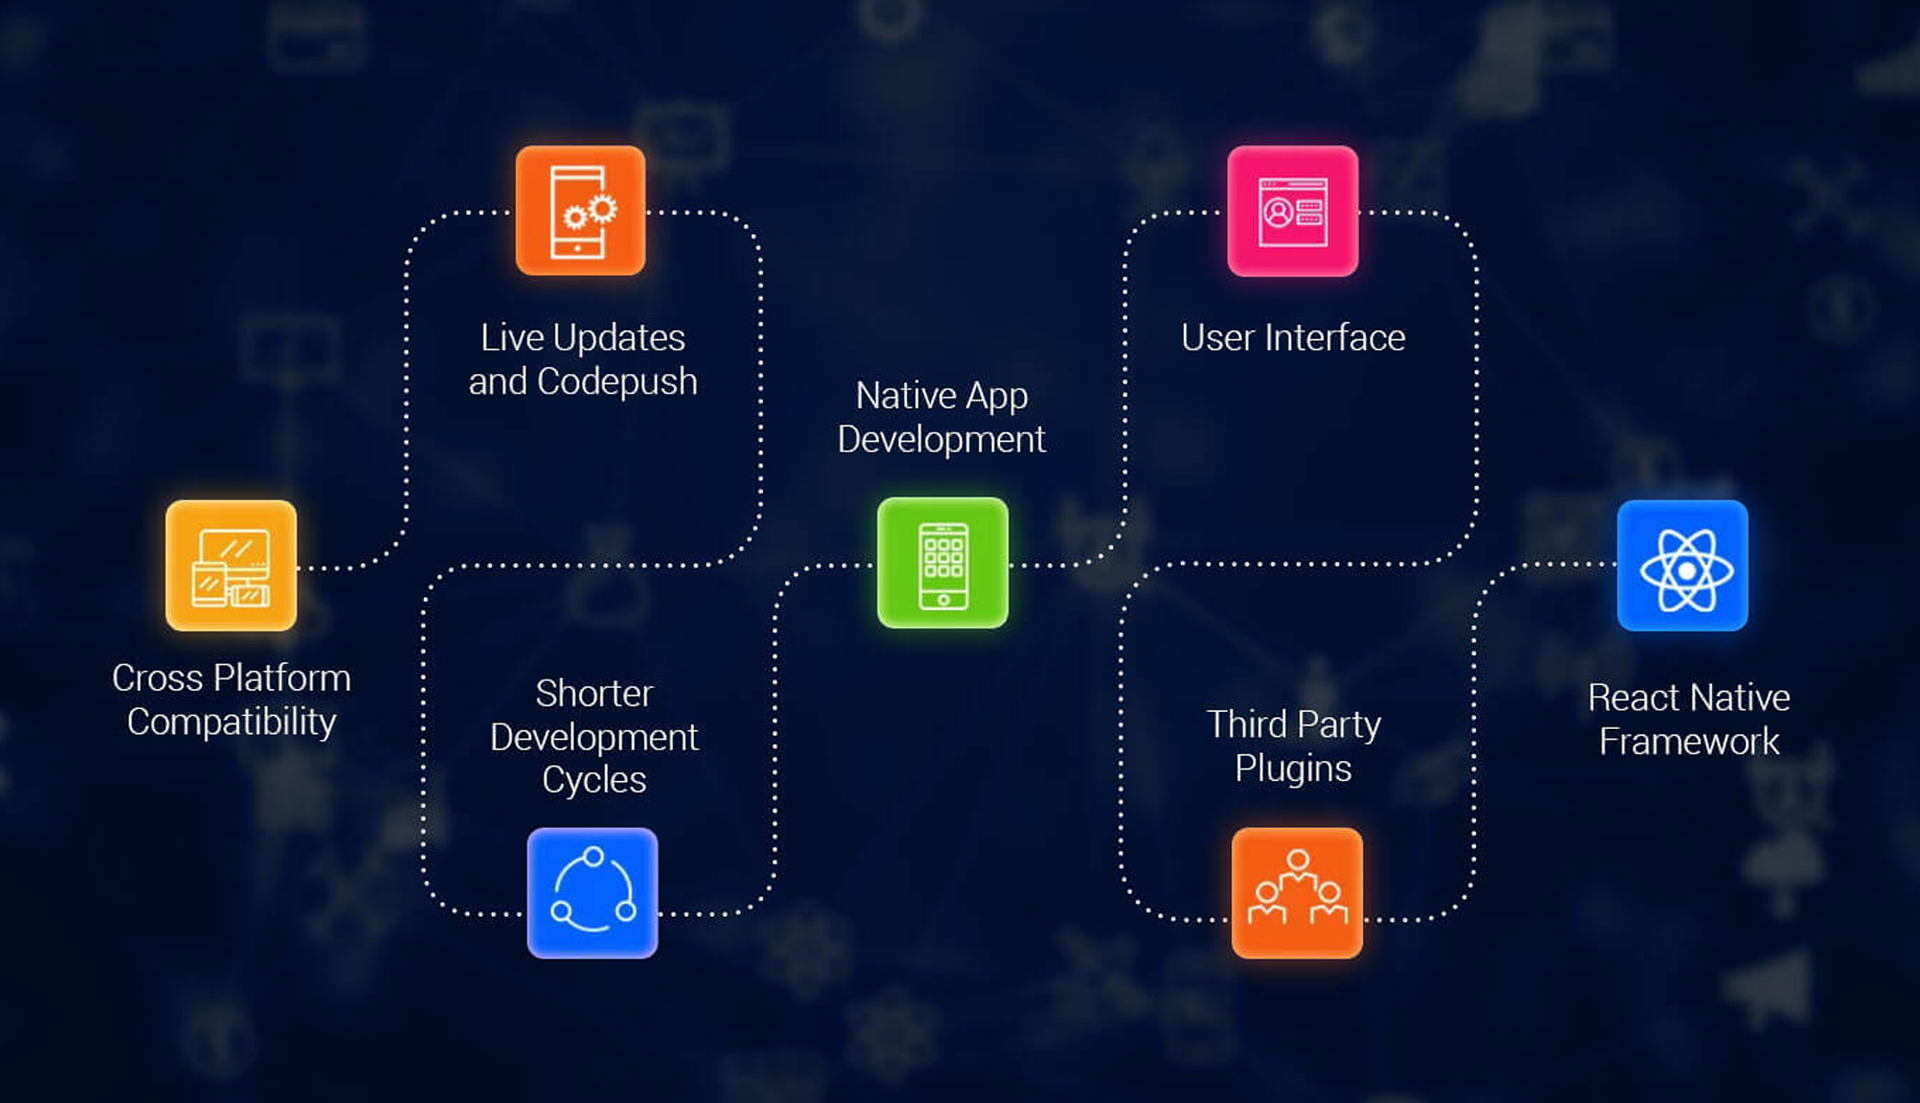 Live Updates
and Codepush
User Interface
Native App
Development
Cross Platform
Compatibility
Shorter
Development
Cycles
Third Party
Plugins
React Native
Framework